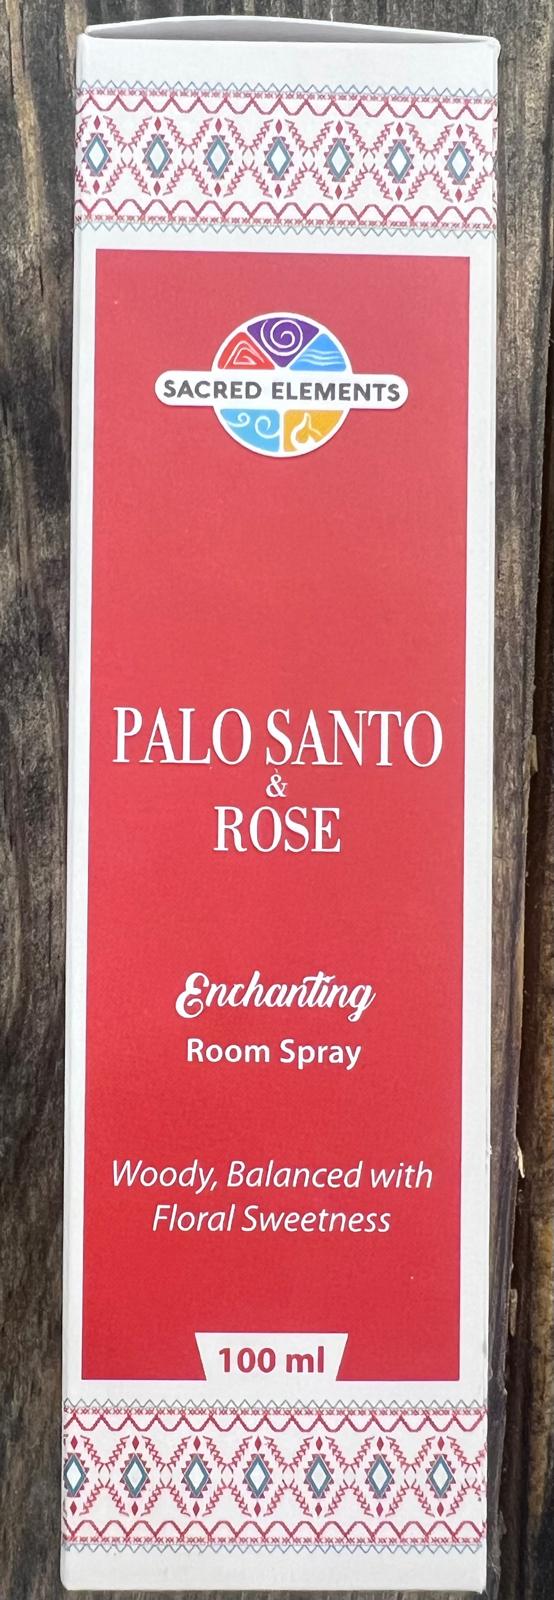 SACRED ELEMENTS
PALO SANTO
&
ROSE
Enchanting
Room Spray
Woody, Balanced with
Floral Sweetness
100 ml